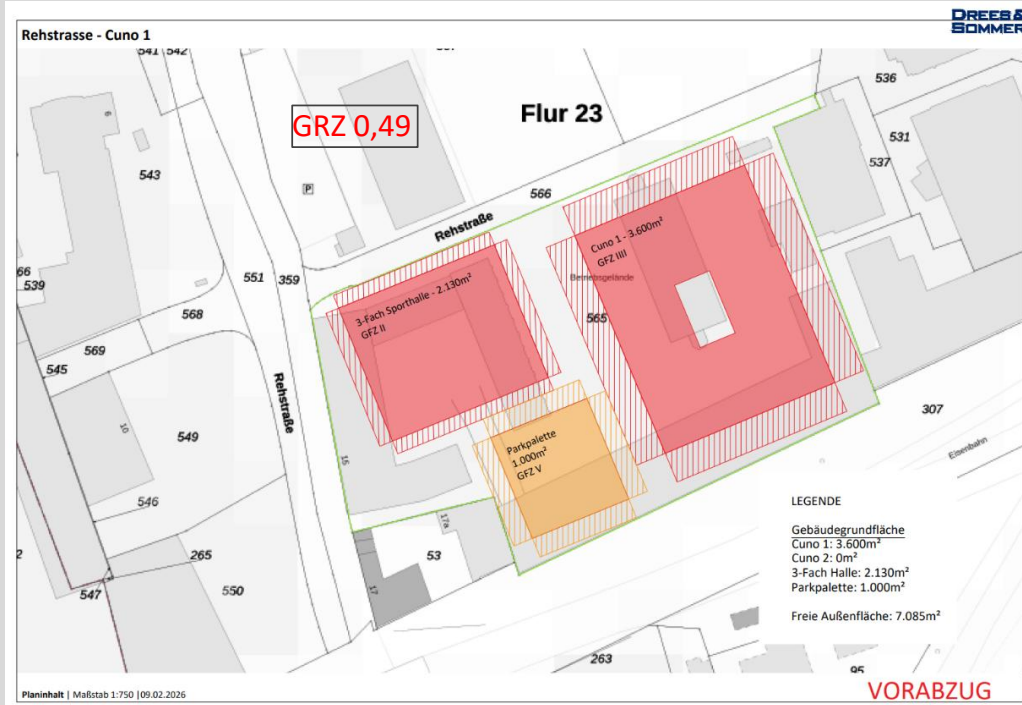 DREES &
SOMMER
Rehstrasse - Cuno 1
541
542
536
GRZ 0,49
Flur 23
6
543
531
537
P
566
Rehstraße
Cuno 1 - 3.600m²
GFZ IIII
66
539
551
359
Betriebsgelände
3-Fach Sporthalle - 2.130m²
GFZ II
565
568
569
545
Rehstraße
307
10
549
Parkpalette
1.000m²
GFZ V
Eisenbahn
15
546
17a
2
265
53
547
550
17
263
95
LEGENDE
Gebäudegrundfläche
Cuno 1: 3.600m²
Cuno 2: 0m²
3-Fach Halle: 2.130m²
Parkpalette: 1.000m²
Freie Außenfläche: 7.085m²
Planinhalt | Maßstab 1:750 |09.02.2026
VORABZUG